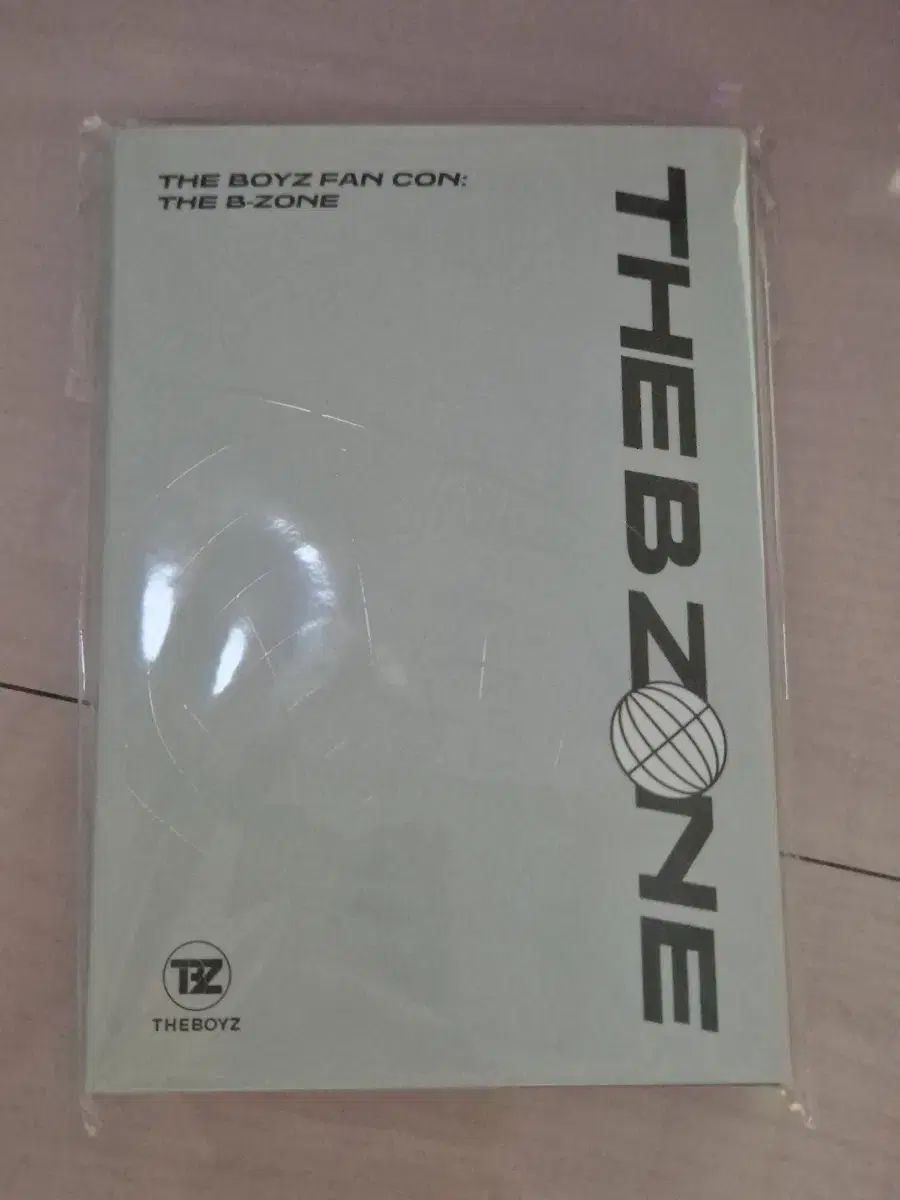 THE BOYZ FAN CON:
THE B-ZONE
THE B ZONE
TBZ
THEBOYZ